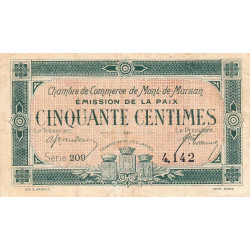 Chambre de Commerce de Mont-de-Marsan
ÉMISSION DE LA PAIX
CINQUANTE CENTIMES
Le Trésorier Le Président
Série 209 4,142